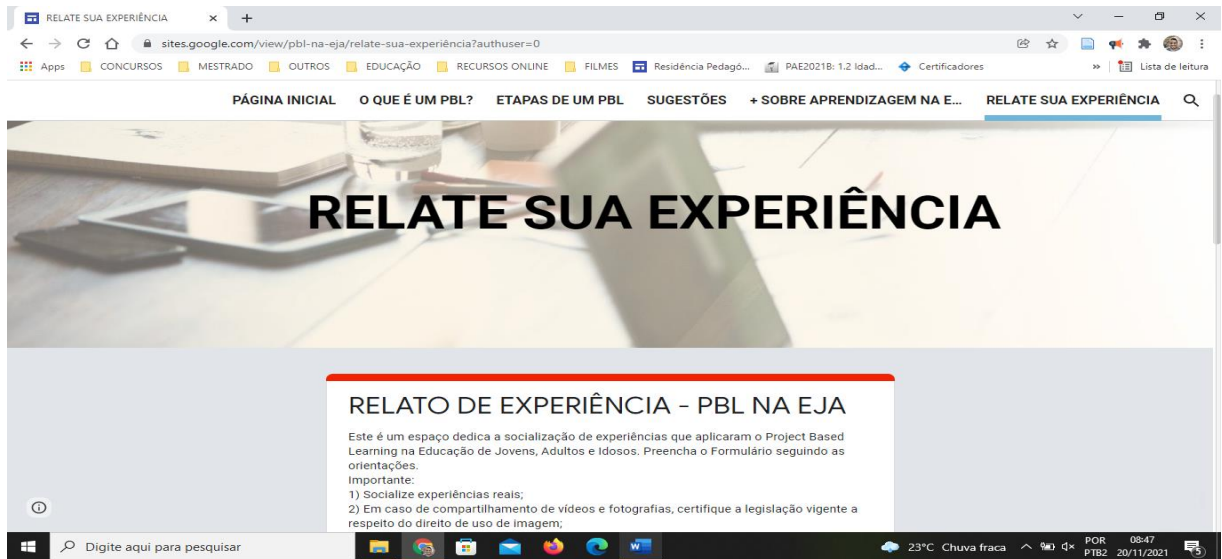 RELATE SUA EXPERIÊNCIA
sites.google.com/view/pbl-na-eja/relate-sua-experiência?authuser=0
Apps CONCURSOS MESTRADO OUTROS EDUCAÇÃO RECURSOS ONLINE FILMES Residência Pedagó... PAE2021B: 1.2 Idad... Certificadores » Lista de leitura
PÁGINA INICIAL O QUE É UM PBL? ETAPAS DE UM PBL SUGESTÕES + SOBRE APRENDIZAGEM NA E... RELATE SUA EXPERIÊNCIA
RELATE SUA EXPERIÊNCIA
RELATO DE EXPERIÊNCIA - PBL NA EJA
Este é um espaço dedica a socialização de experiências que aplicaram o Project Based
Learning na Educação de Jovens, Adultos e Idosos. Preencha o Formulário seguindo as
orientações.
Importante:
1) Socialize experiências reais;
2) Em caso de compartilhamento de vídeos e fotografias, certifique a legislação vigente a
respeito do direito de uso de imagem;
Digite aqui para pesquisar
23°C Chuva fraca
POR 08:47
PTB2 20/11/2021